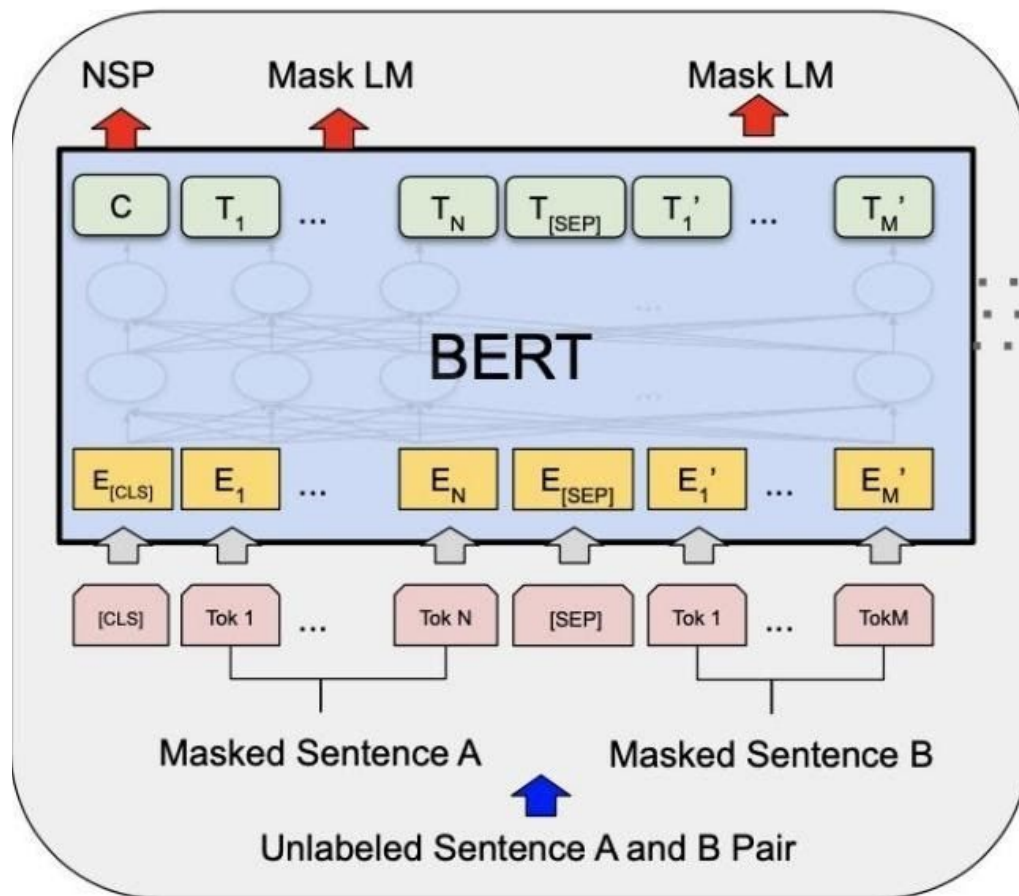 NSP Mask LM Mask LM
C T1 ... TN T[SEP] T1' ... TM'
...
BERT
...
E[CLS] E1 ... EN E[SEP] E1' ... EM'
[CLS] Tok 1 ... Tok N [SEP] Tok 1 ... TokM
Masked Sentence A Masked Sentence B
Unlabeled Sentence A and B Pair